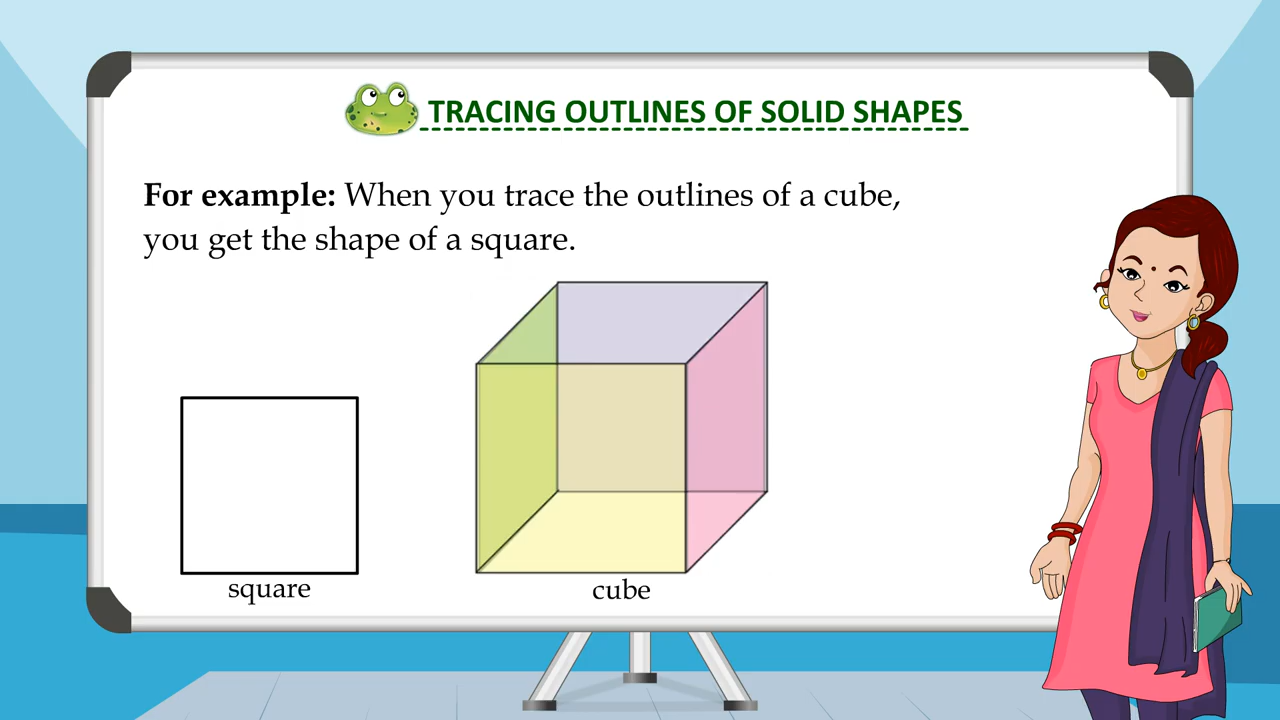 TRACING OUTLINES OF SOLID SHAPES
For example: When you trace the outlines of a cube,
you get the shape of a square.
square
cube